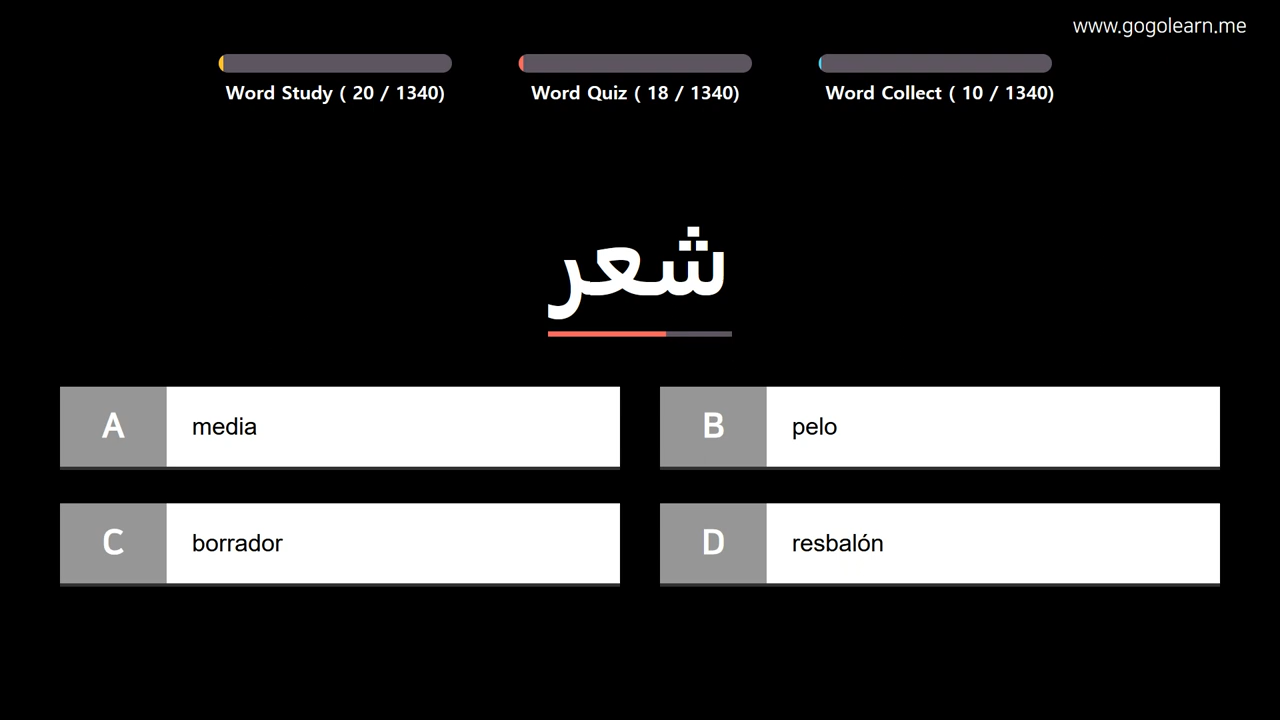 www.gogolearn.me
Word Study ( 20 / 1340)
Word Quiz ( 18 / 1340)
Word Collect ( 10 / 1340)
شعر
A media
B pelo
C borrador
D resbalón